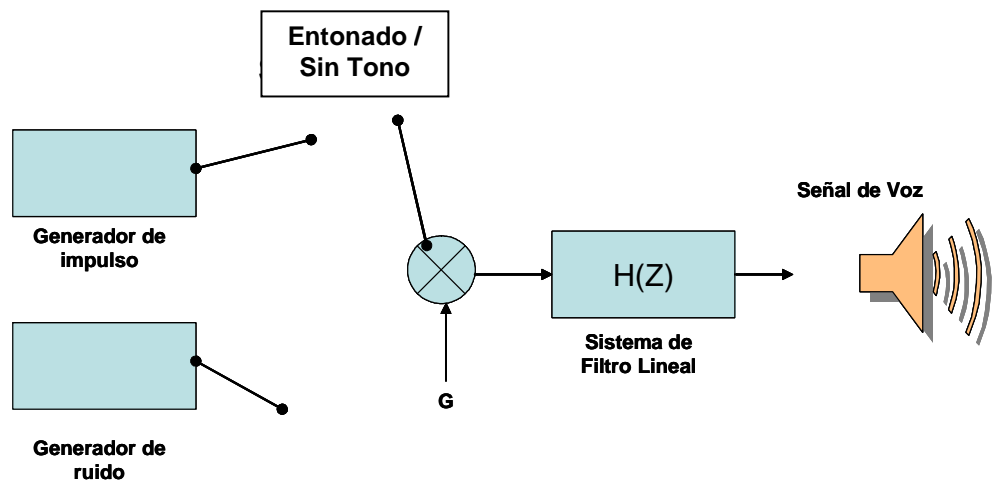 Entonado /
Sin Tono
Generador de
impulso
Señal de Voz
H(Z)
Sistema de
Filtro Lineal
G
Generador de
ruido